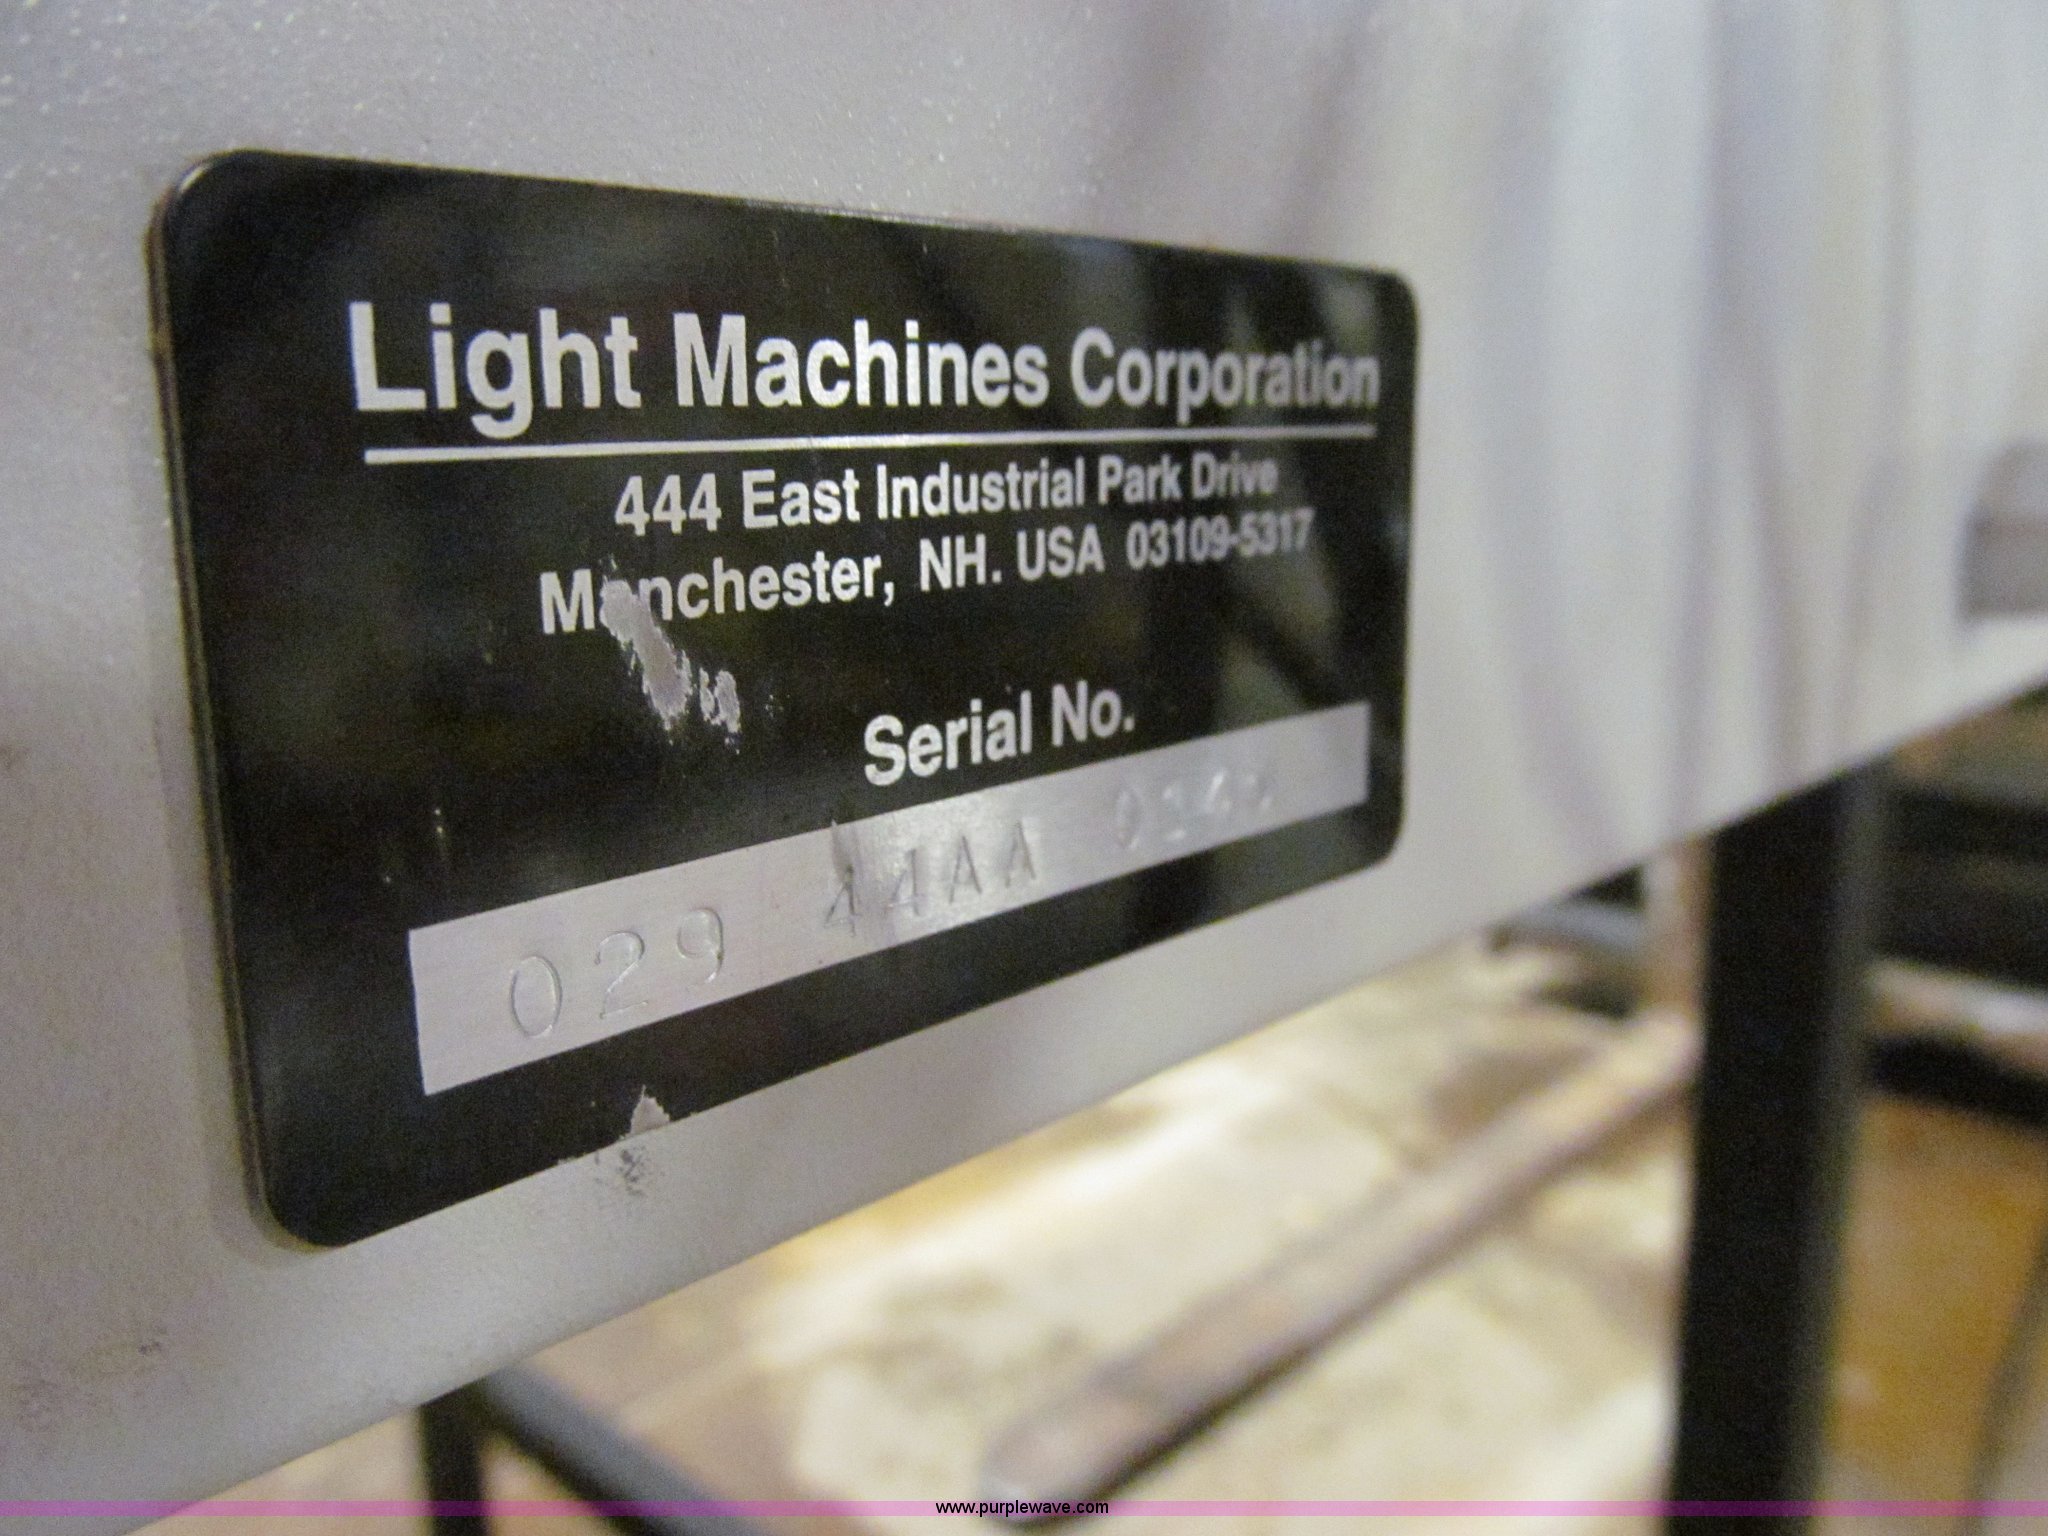 Light Machines Corporation
444 East Industrial Park Drive
Manchester, NH. USA 03109-5317
Serial No.
029 44AA
www.purplewave.com